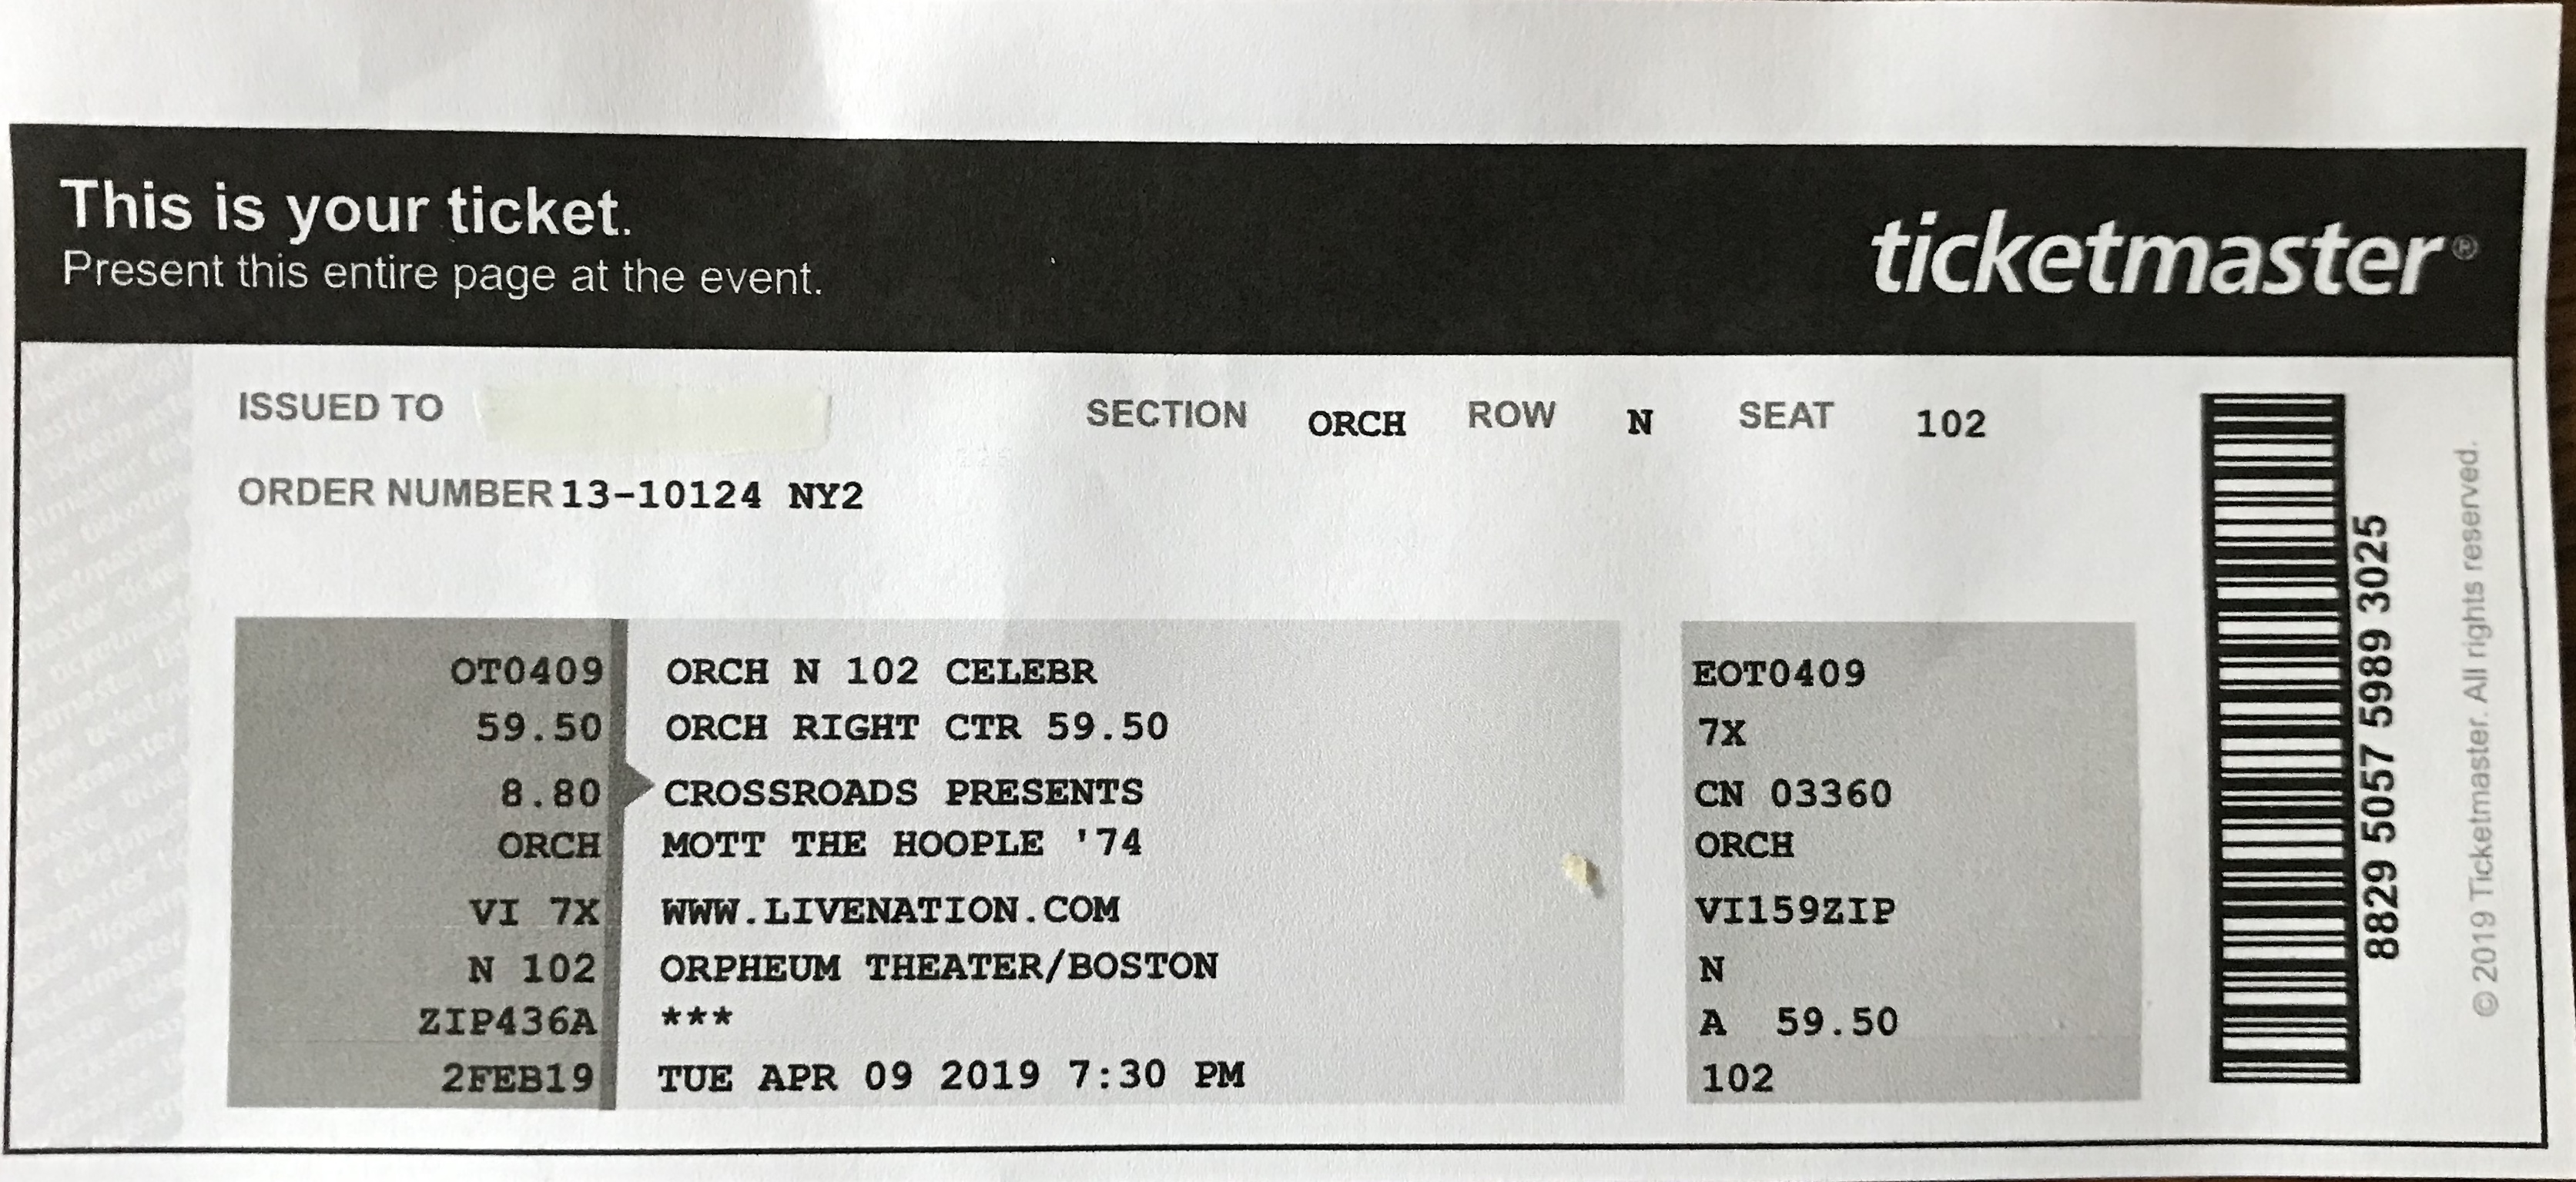 This is your ticket.
Present this entire page at the event.
ticketmaster®
ISSUED TO
SECTION ORCH ROW N SEAT 102
ORDER NUMBER 13-10124 NY2
OT0409 ORCH N 102 CELEBR EOT0409
59.50 ORCH RIGHT CTR 59.50 7X
8.80 CROSSROADS PRESENTS CN 03360
ORCH MOTT THE HOOPLE '74 ORCH
VI 7X WWW.LIVENATION.COM VI159ZIP
N 102 ORPHEUM THEATER/BOSTON N
ZIP436A *** A 59.50
2FEB19 TUE APR 09 2019 7:30 PM 102
8829 5057 5989 3025
© 2019 Ticketmaster. All rights reserved.